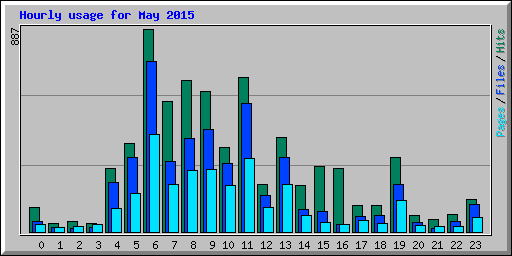 Hourly usage for May 2015
887
Pages/Files/Hits
0 1 2 3 4 5 6 7 8 9 10 11 12 13 14 15 16 17 18 19 20 21 22 23